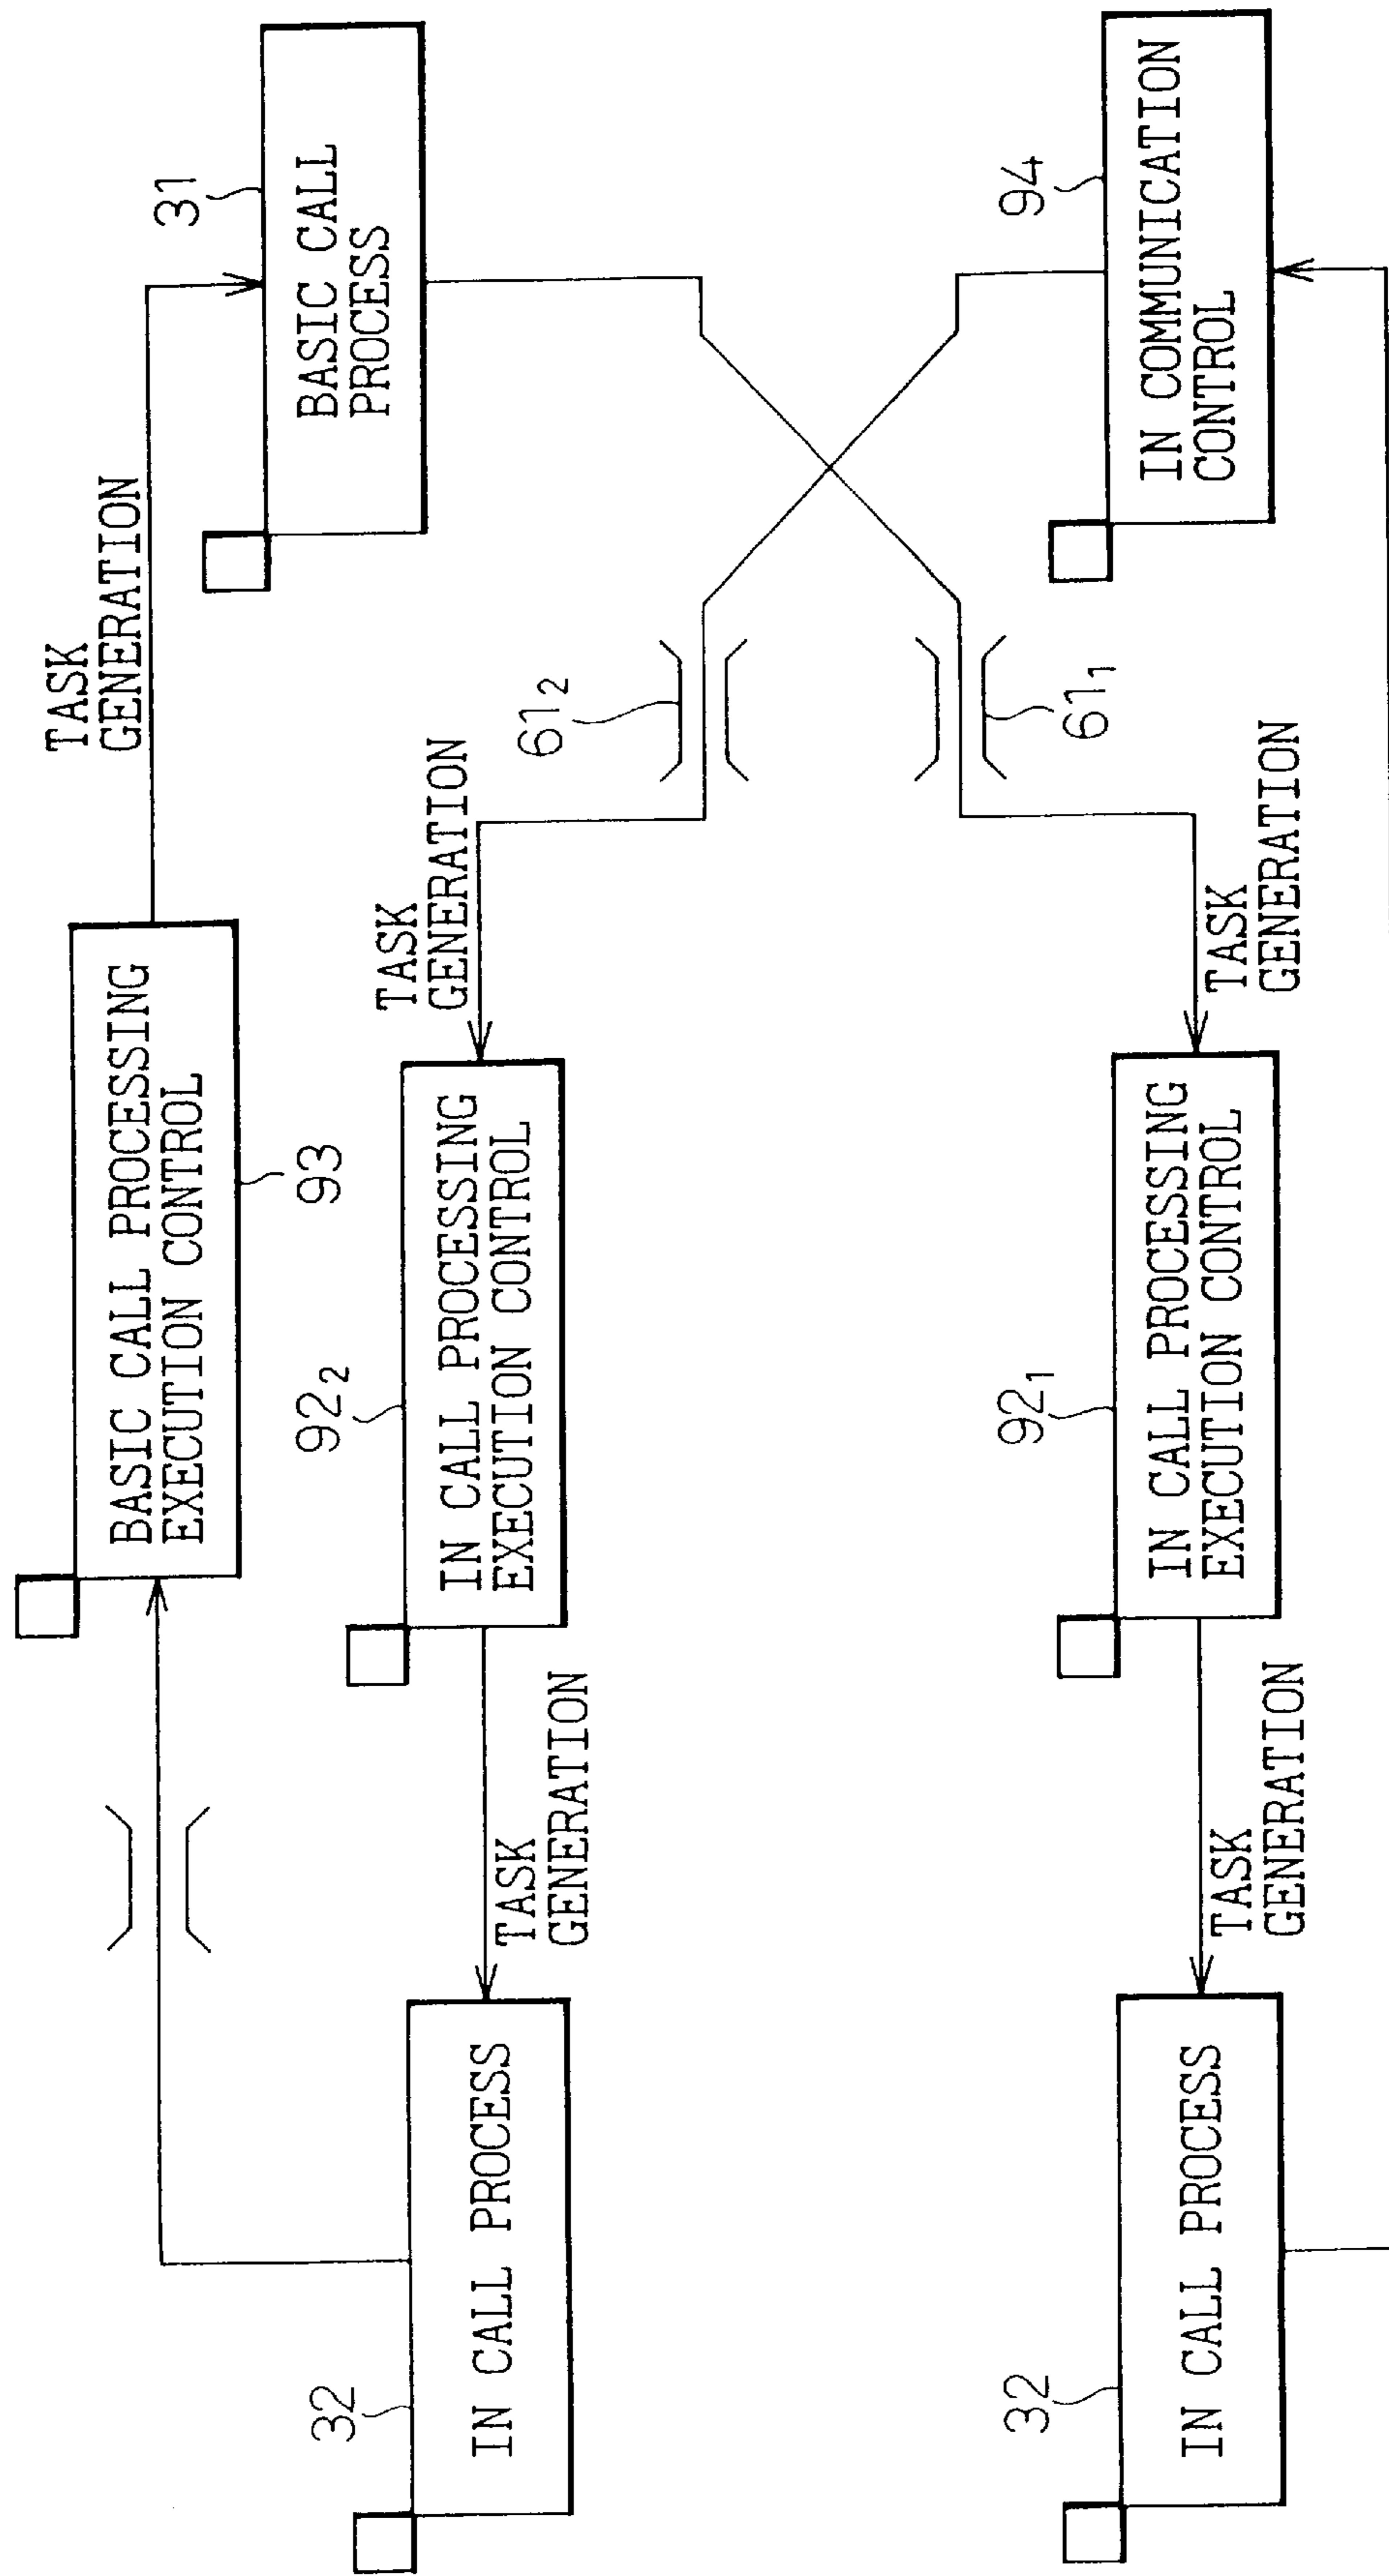 TASK
GENERATION
31
BASIC CALL
PROCESS
BASIC CALL PROCESSING
EXECUTION CONTROL
93
TASK
GENERATION
61₂
92₂
IN CALL PROCESSING
EXECUTION CONTROL
TASK
GENERATION
32
IN CALL PROCESS
94
IN COMMUNICATION
CONTROL
61₁
TASK
GENERATION
92₁
IN CALL PROCESSING
EXECUTION CONTROL
TASK
GENERATION
32
IN CALL PROCESS